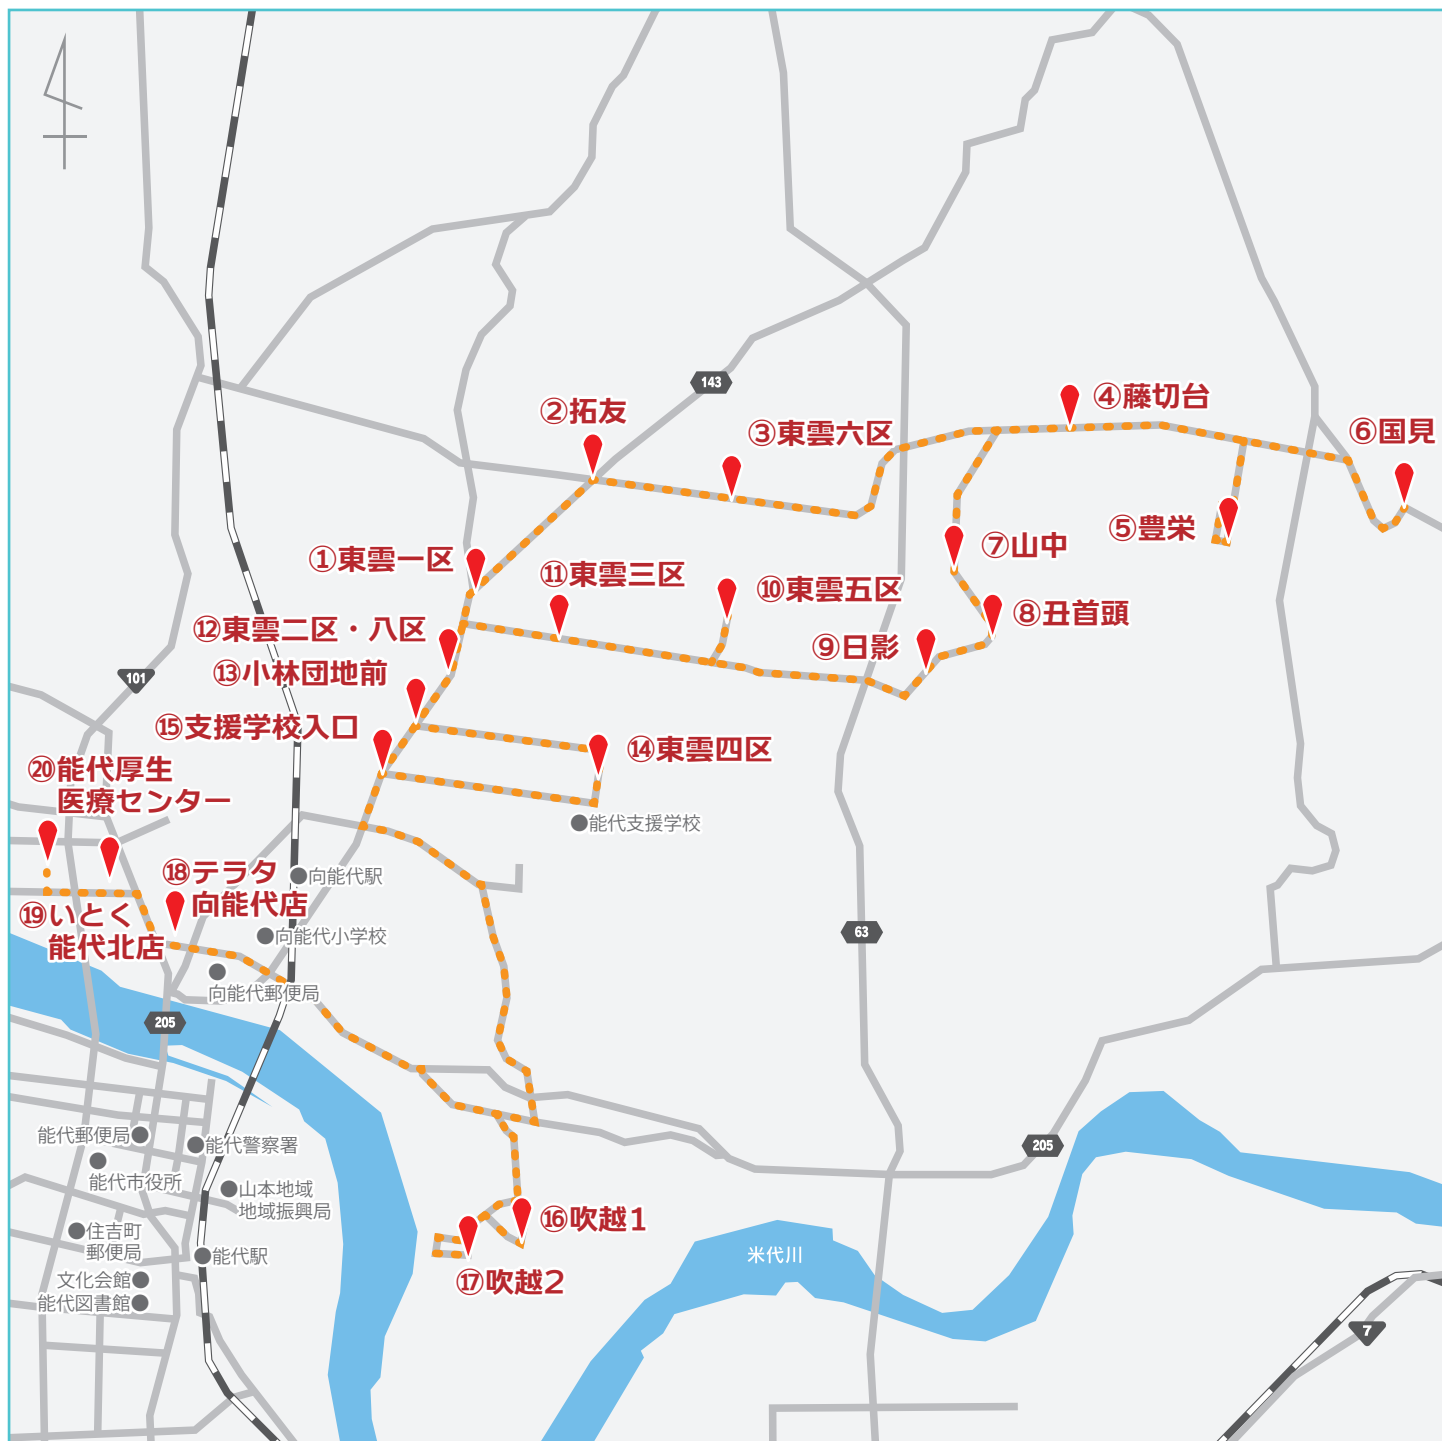 143
②拓友
③東雲六区
④藤切台
⑥国見
⑤豊栄
①東雲一区
⑪東雲三区
⑩東雲五区
⑦山中
⑧丑首頭
⑨日影
⑫東雲二区・八区
⑬小林団地前
⑮支援学校入口
⑭東雲四区
101
⑳能代厚生
医療センター
能代支援学校
⑱テラタ
向能代店
向能代駅
⑲いとく
能代北店
向能代小学校
向能代郵便局
63
205
205
能代郵便局
能代警察署
能代市役所
山本地域
地域振興局
住吉町
郵便局
能代駅
文化会館
能代図書館
⑯吹越1
⑰吹越2
米代川
7